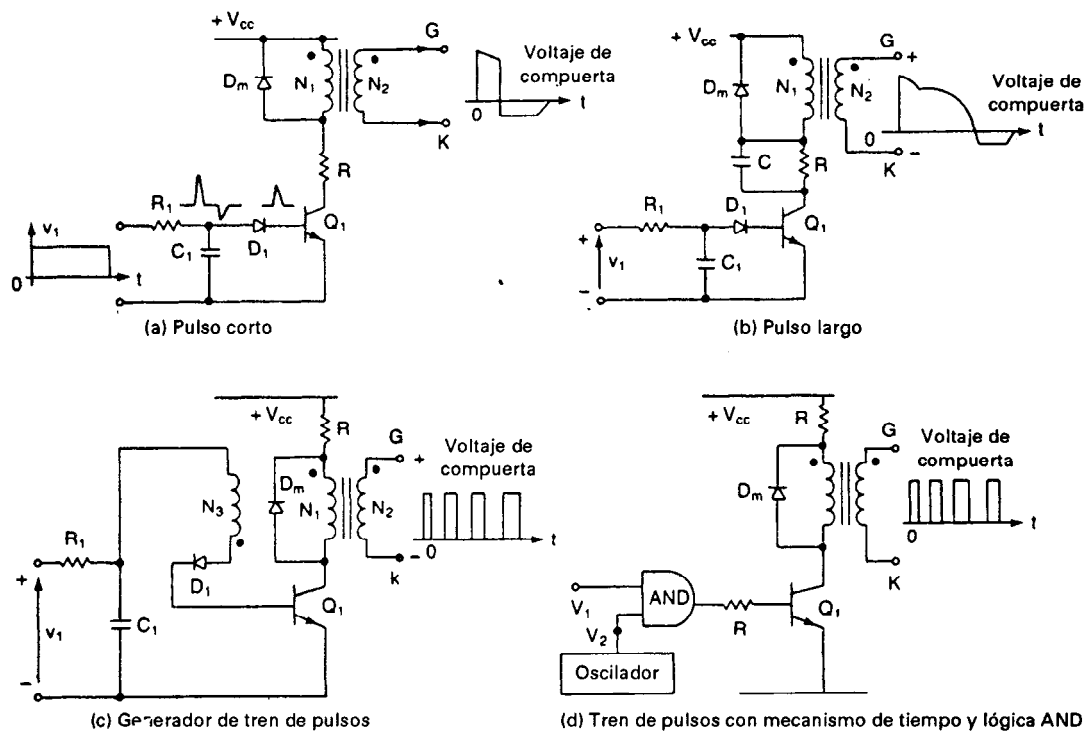 + Vcc
Dm
N1
N2
G
K
Voltaje de
compuerta
0
t
R
R1
Q1
C1
D1
v1
0
t
(a) Pulso corto
+ Vcc
Dm
N1
N2
G
+
K
−
Voltaje de
compuerta
0
t
C
R
R1
D1
Q1
+
v1
−
C1
(b) Pulso largo
+ Vcc
R
G
+
Voltaje de
compuerta
N3
Dm
N1
N2
0
t
−
k
R1
D1
+
v1
−
C1
Q1
(c) Generador de tren de pulsos
+ Vcc
R
G
Voltaje de
compuerta
Dm
0
t
K
V1
AND
V2
R
Q1
Oscilador
(d) Tren de pulsos con mecanismo de tiempo y lógica AND